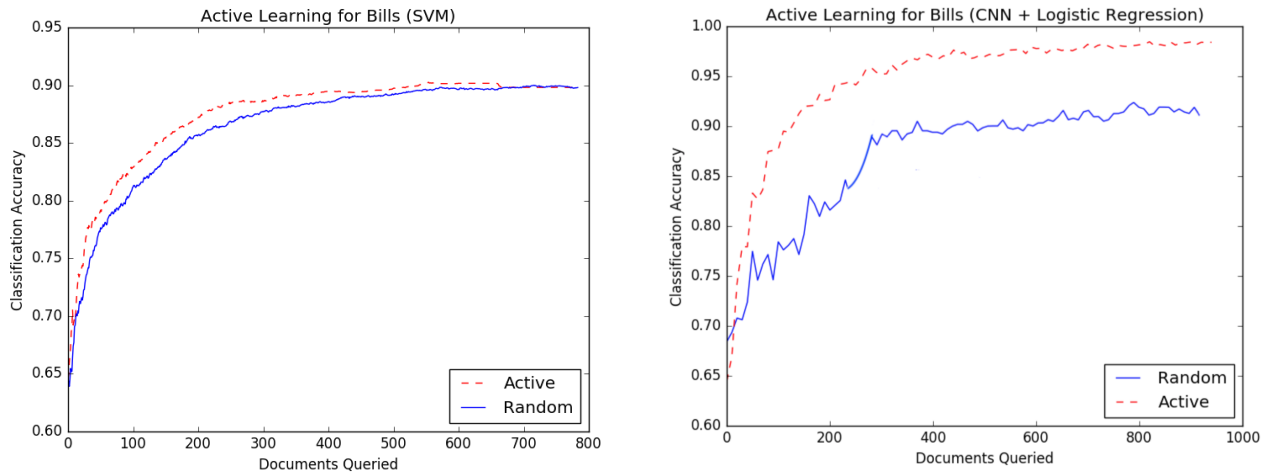 Active Learning for Bills (SVM)
0.95
0.90
0.85
0.80
0.75
0.70
0.65
0.60
Classification Accuracy
0 100 200 300 400 500 600 700 800
Documents Queried
Active
Random
Active Learning for Bills (CNN + Logistic Regression)
1.00
0.95
0.90
0.85
0.80
0.75
0.70
0.65
0.60
Classification Accuracy
0 200 400 600 800 1000
Documents Queried
Random
Active